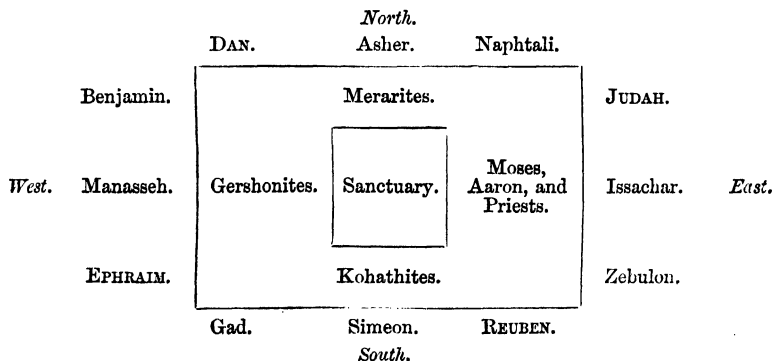 North.
DAN. Asher. Naphtali.
Benjamin. Merarites. JUDAH.
Moses,
West. Manasseh. Gershonites. Sanctuary. Aaron, and Issachar. East.
Priests.
EPHRAIM. Kohathites. Zebulon.
Gad. Simeon. REUBEN.
South.